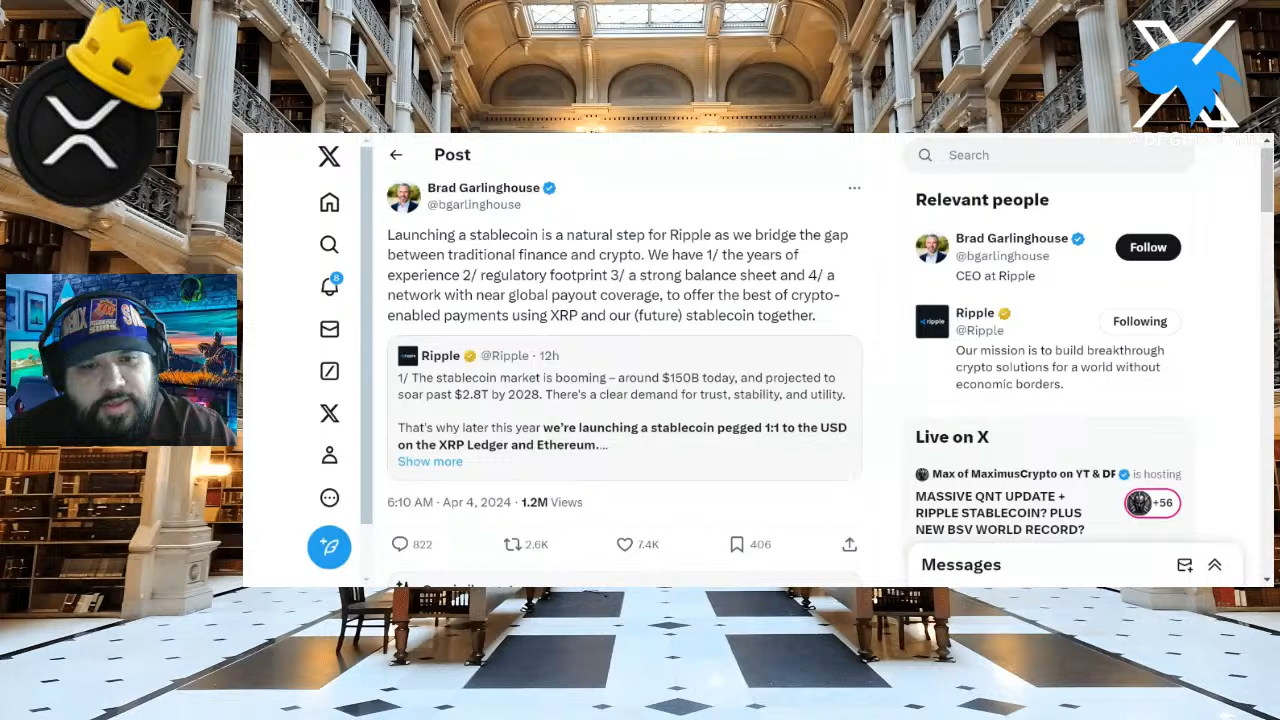 Post
Search
Brad Garlinghouse
@bgarlinghouse
Launching a stablecoin is a natural step for Ripple as we bridge the gap
between traditional finance and crypto. We have 1/ the years of
experience 2/ regulatory footprint 3/ a strong balance sheet and 4/ a
network with near global payout coverage, to offer the best of crypto-
enabled payments using XRP and our (future) stablecoin together.
ripple Ripple @Ripple · 12h
1/ The stablecoin market is booming – around $150B today, and projected to
soar past $2.8T by 2028. There's a clear demand for trust, stability, and utility.
That's why later this year we're launching a stablecoin pegged 1:1 to the USD
on the XRP Ledger and Ethereum....
Show more
6:10 AM · Apr 4, 2024 · 1.2M Views
822 2.6K 7.4K 406
8
Relevant people
Brad Garlinghouse
@bgarlinghouse
Follow
CEO at Ripple
ripple
Ripple
@Ripple
Following
Our mission is to build breakthrough
crypto solutions for a world without
economic borders.
Live on X
Max of MaximusCrypto on YT & DF is hosting
MASSIVE QNT UPDATE +
RIPPLE STABLECOIN? PLUS
NEW BSV WORLD RECORD?
+56
Messages